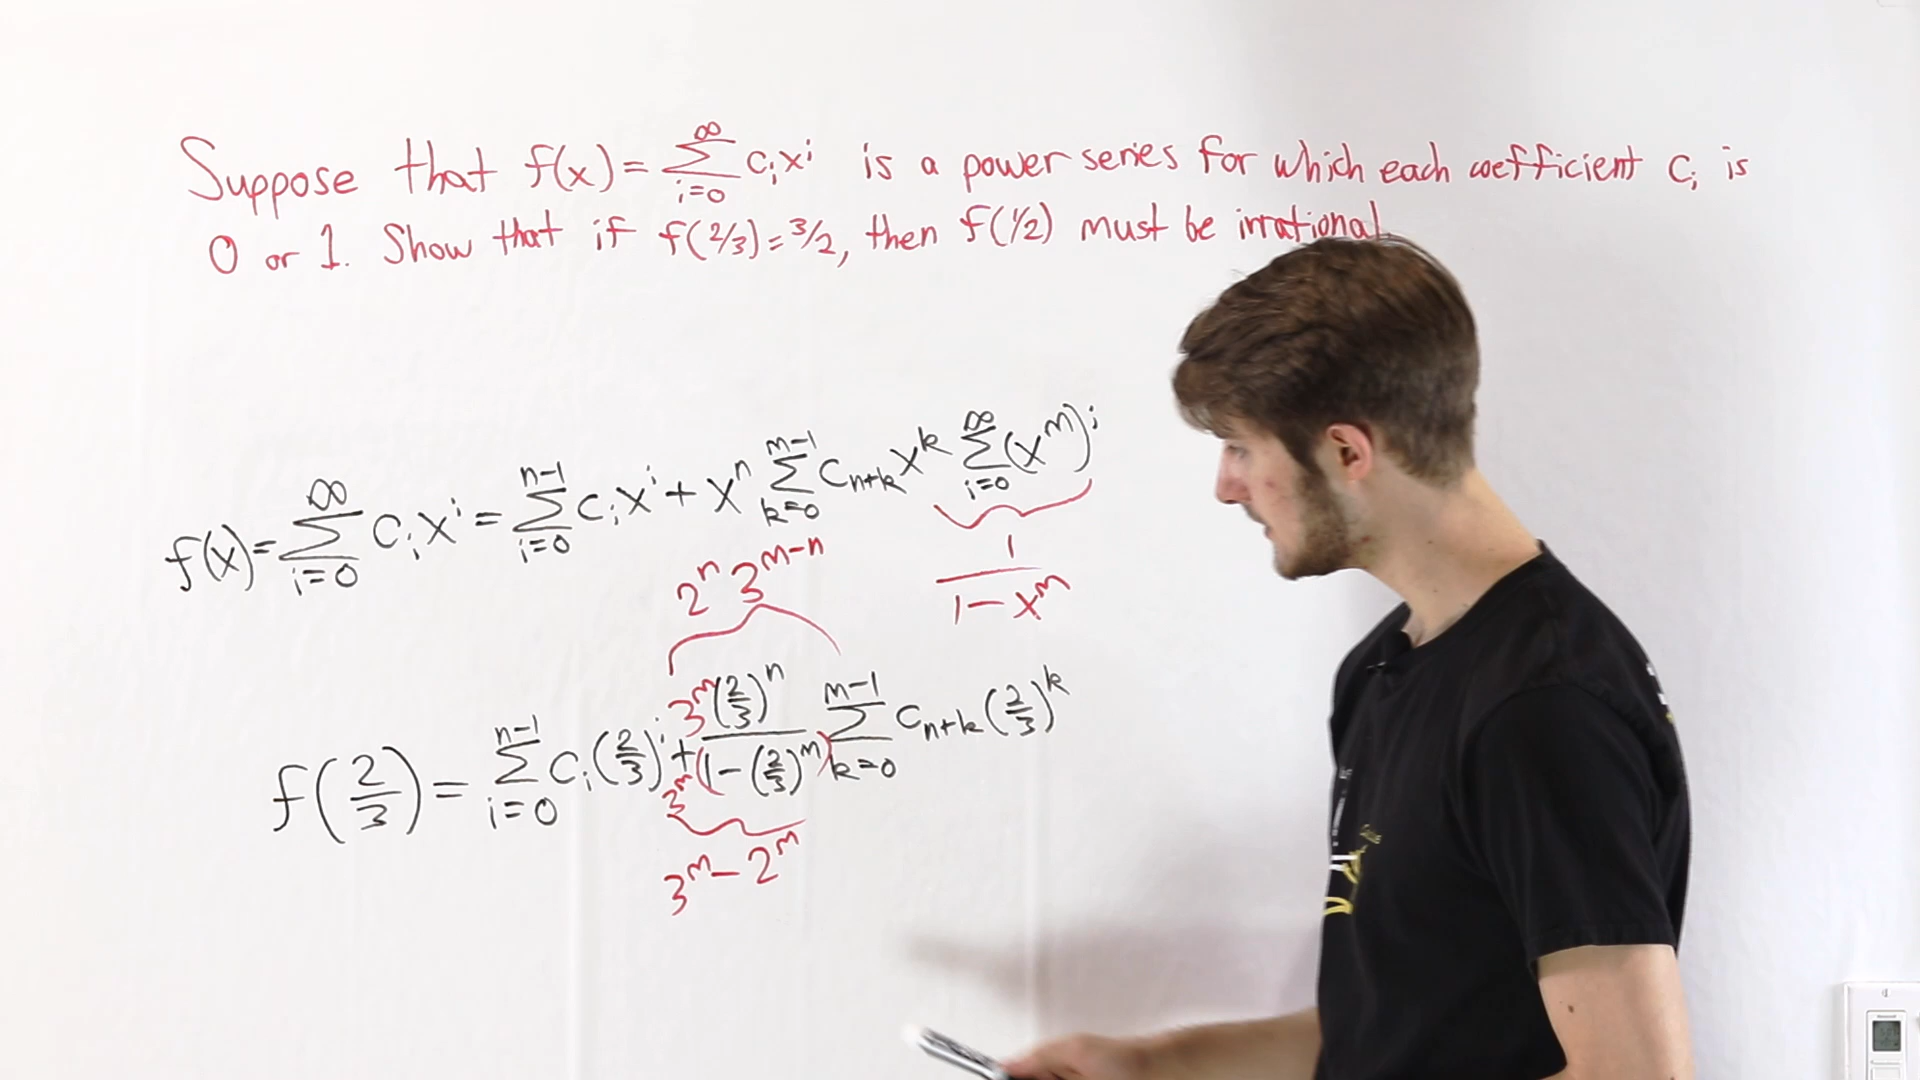 Suppose that f(x) = ∑_{i=0}^{∞} c_i x^i is a power series for which each coefficient c_i is
0 or 1. Show that if f(2/3) = 3/2, then f(1/2) must be irrational.
f(x) = ∑_{i=0}^{∞} c_i x^i = ∑_{i=0}^{n-1} c_i x^i + x^n ∑_{k=0}^{m-1} c_{n+k} x^k ∑_{i=0}^{∞} (x^m)^i
1/(1-x^m)
2^n 3^{m-n}
f(2/3) = ∑_{i=0}^{n-1} c_i (2/3)^i + 3^m (2/3)^n / 3^m (1-(2/3)^m) ∑_{k=0}^{m-1} c_{n+k} (2/3)^k
3^m - 2^m